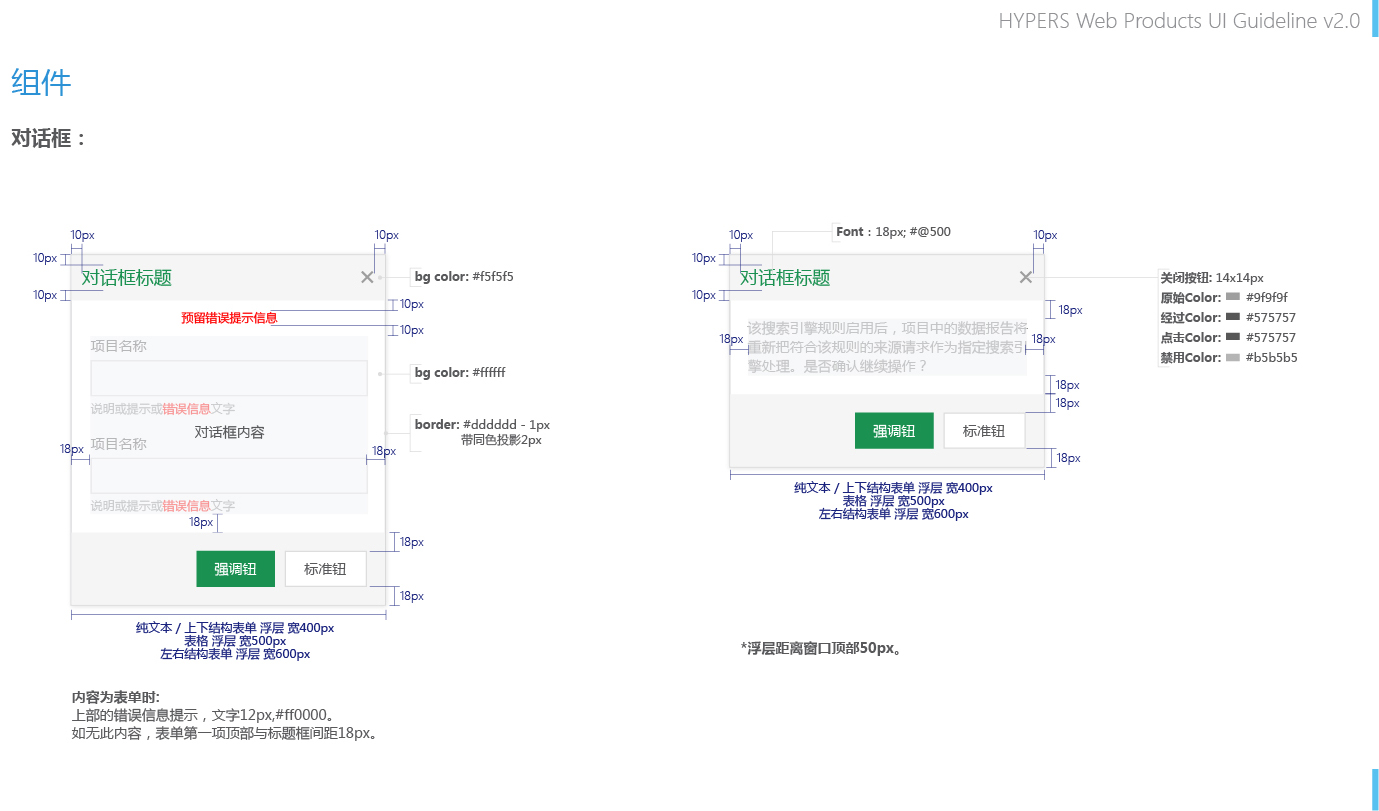 HYPERS Web Products UI Guideline v2.0
组件
对话框：
10px
10px
10px
10px
对话框标题
bg color: #f5f5f5
预留错误提示信息
10px
10px
项目名称
bg color: #ffffff
说明或提示或错误信息文字
对话框内容
border: #dddddd - 1px
带同色投影2px
项目名称
18px
18px
说明或提示或错误信息文字
18px
18px
强调钮
标准钮
18px
纯文本 / 上下结构表单 浮层 宽400px
表格 浮层 宽500px
左右结构表单 浮层 宽600px
内容为表单时:
上部的错误信息提示，文字12px,#ff0000。
如无此内容，表单第一项顶部与标题框间距18px。
10px
Font：18px; #@500
10px
10px
10px
对话框标题
关闭按钮: 14x14px
原始Color: #9f9f9f
经过Color: #575757
点击Color: #575757
禁用Color: #b5b5b5
18px
该搜索引擎规则启用后，项目中的数据报告将
重新把符合该规则的来源请求作为指定搜索引
擎处理。是否确认继续操作？
18px
18px
18px
18px
强调钮
标准钮
18px
纯文本 / 上下结构表单 浮层 宽400px
表格 浮层 宽500px
左右结构表单 浮层 宽600px
*浮层距离窗口顶部50px。